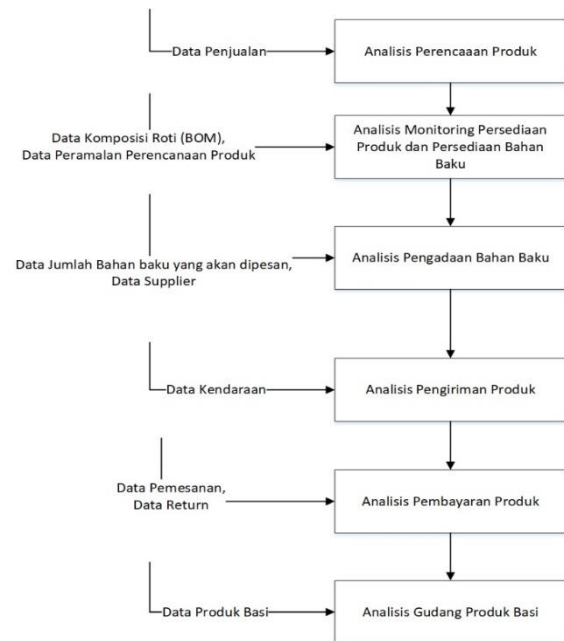 Data Penjualan
Analisis Perencaaan Produk
Data Komposisi Roti (BOM),
Data Peramalan Perencanaan Produk
Analisis Monitoring Persediaan
Produk dan Persediaan Bahan
Baku
Data Jumlah Bahan baku yang akan dipesan,
Data Supplier
Analisis Pengadaan Bahan Baku
Data Kendaraan
Analisis Pengiriman Produk
Data Pemesanan,
Data Return
Analisis Pembayaran Produk
Data Produk Basi
Analisis Gudang Produk Basi